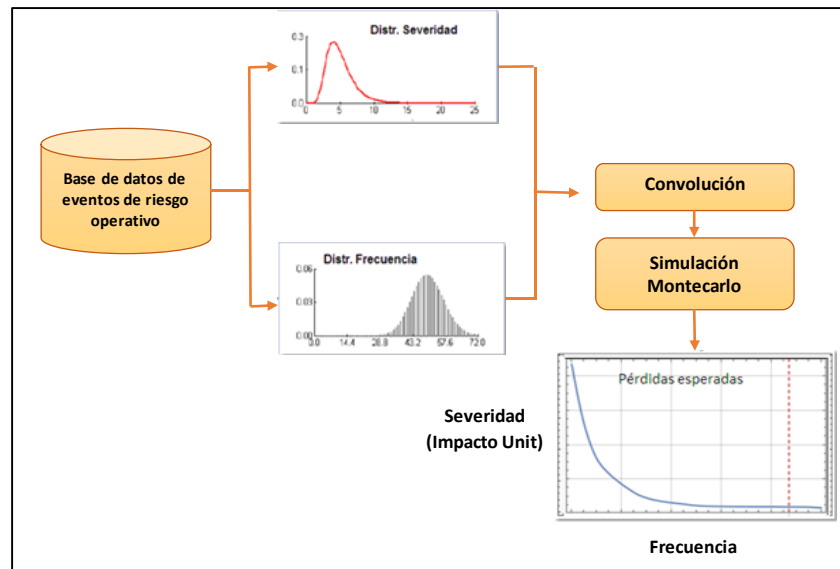 Distr. Severidad
0.3
0.1
0.0
0 5 10 15 20 25
Base de datos de
eventos de riesgo
operativo
Convolución
Distr. Frecuencia
0.06
0.03
0.00
0.0 14.4 28.8 43.2 57.6 72.0
Simulación
Montecarlo
Pérdidas esperadas
Severidad
(Impacto Unit)
Frecuencia